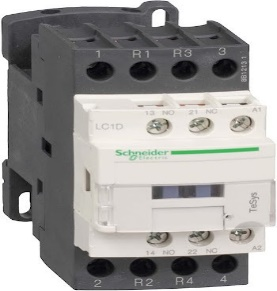 1 R1 R3 3
13 NO 21 NC A1
LC1D
Schneider
Electric
TeSys
14 NO 22 NC A2
2 R2 R4 4